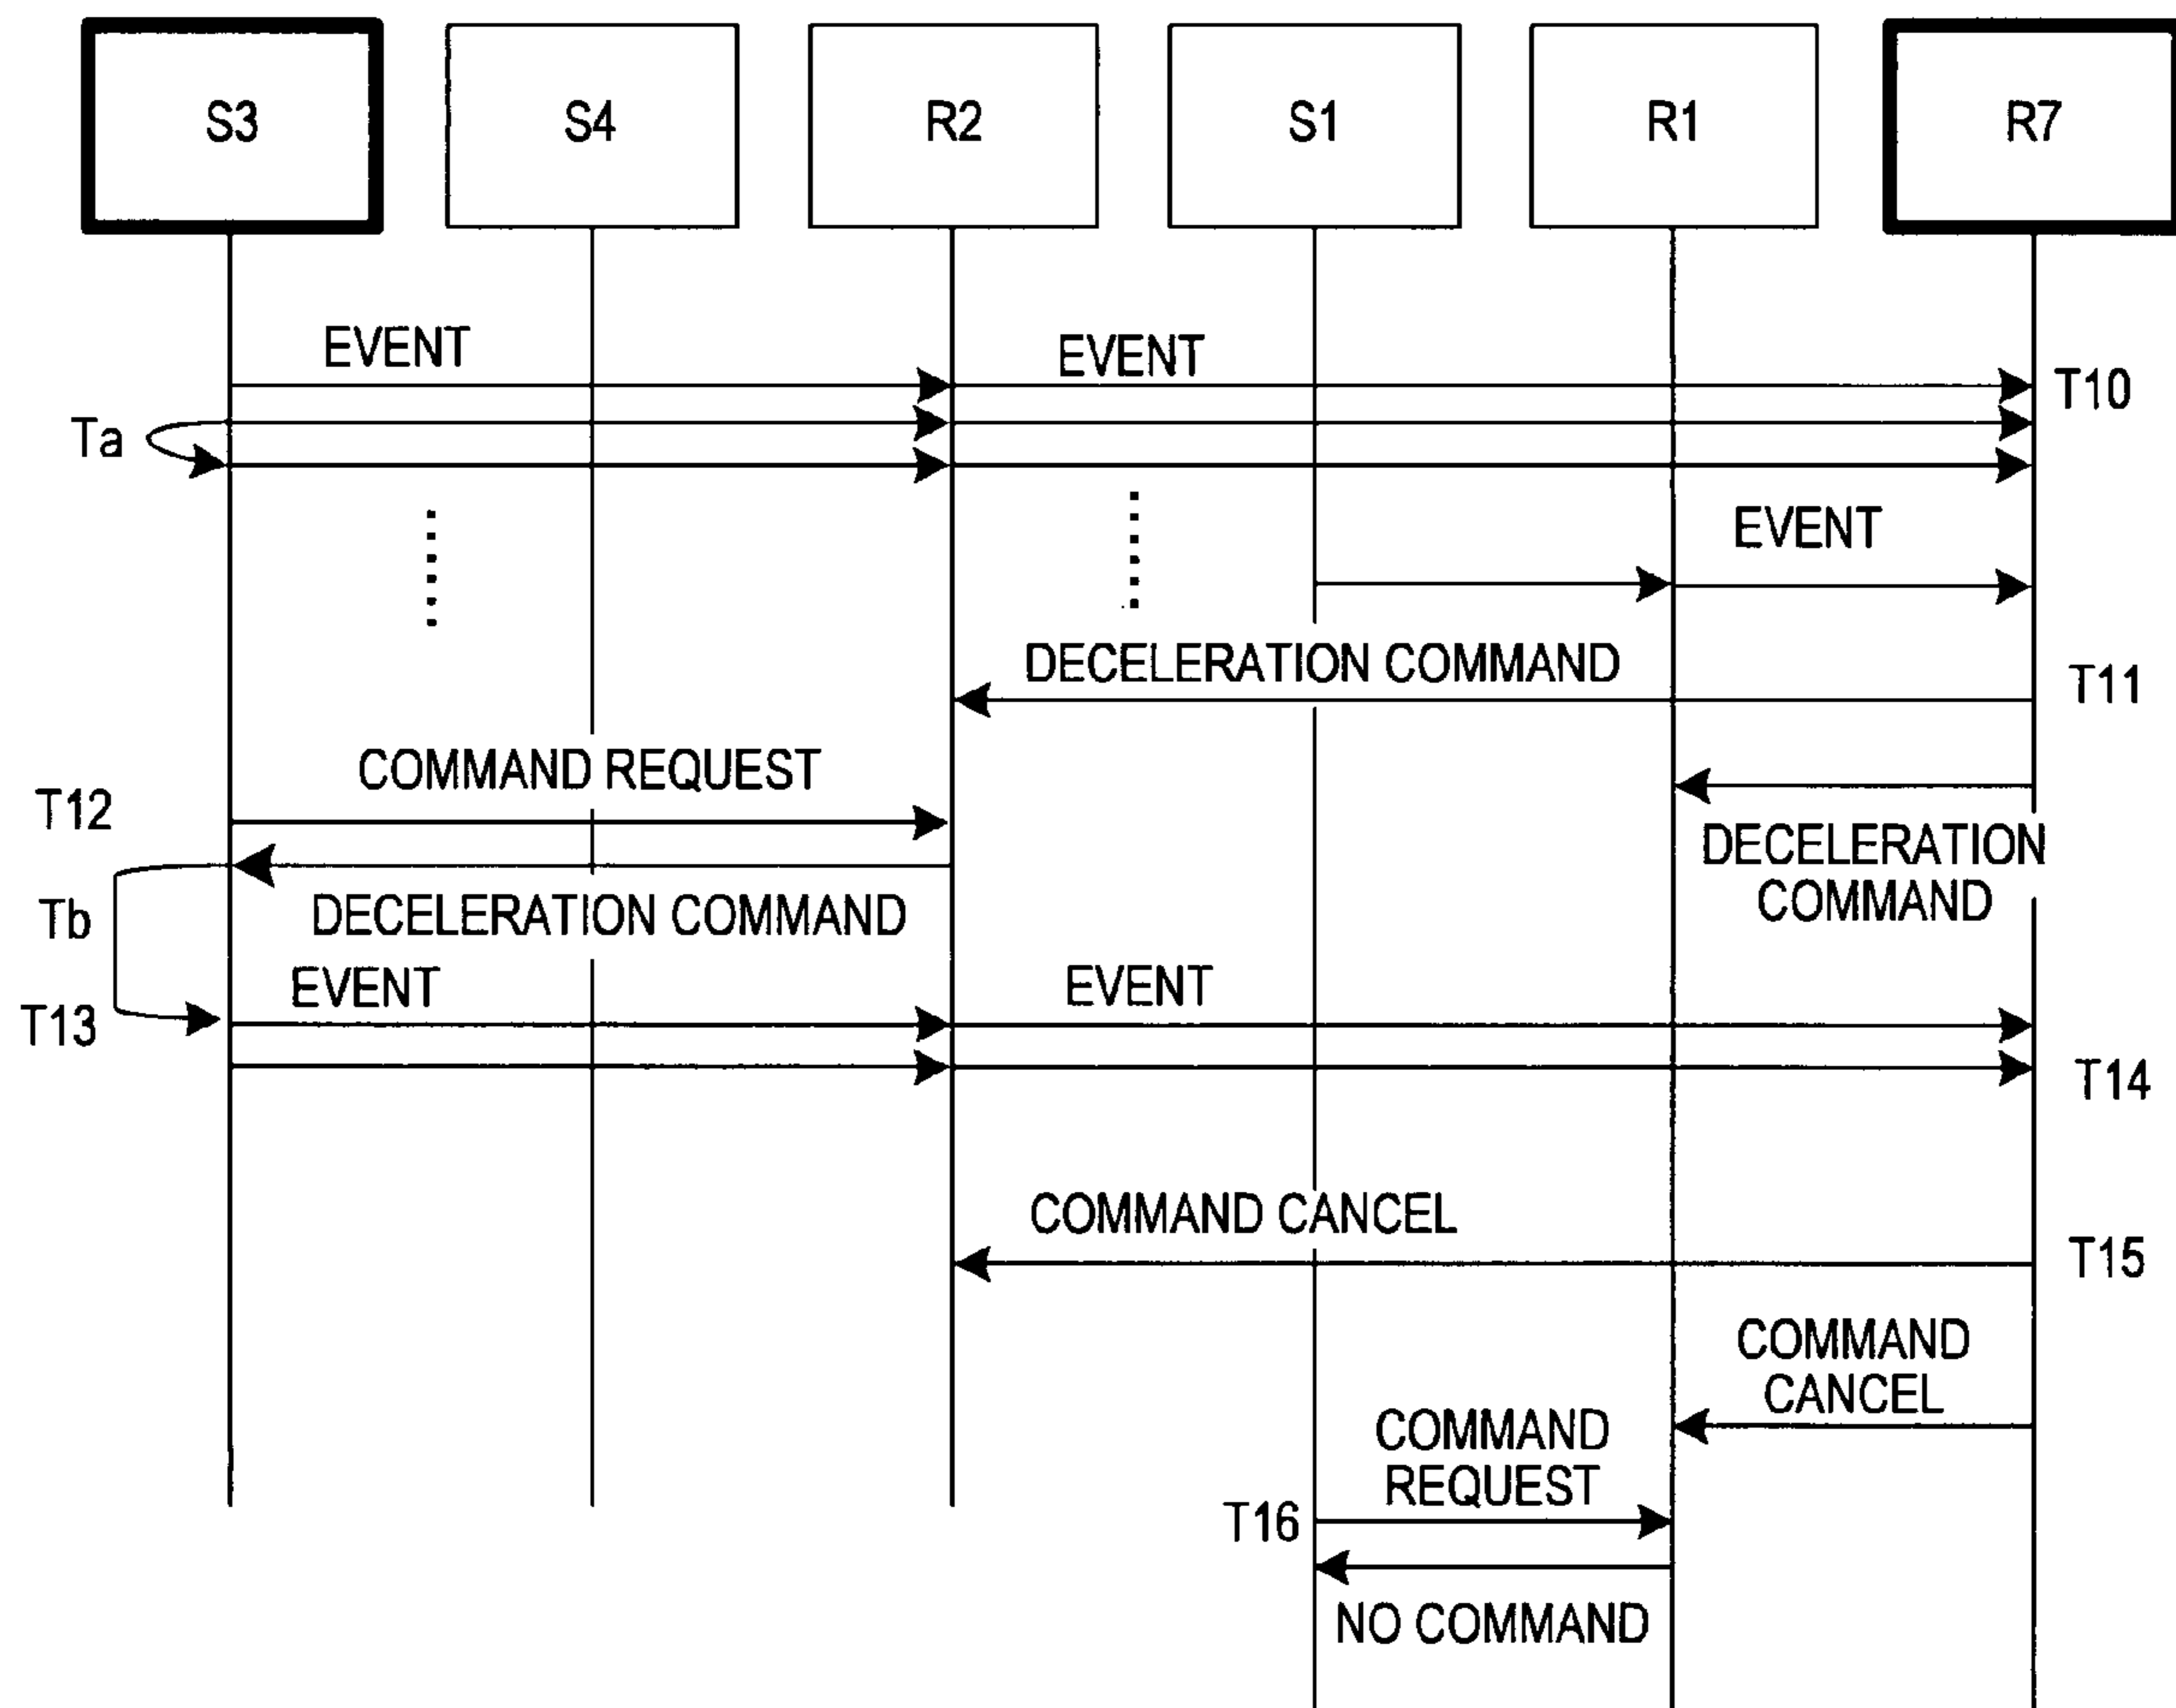 S3
S4
R2
S1
R1
R7
EVENT
EVENT
T10
Ta
EVENT
DECELERATION COMMAND
T11
COMMAND REQUEST
T12
DECELERATION
COMMAND
Tb
DECELERATION COMMAND
EVENT
EVENT
T13
T14
COMMAND CANCEL
T15
COMMAND
CANCEL
COMMAND
REQUEST
T16
NO COMMAND